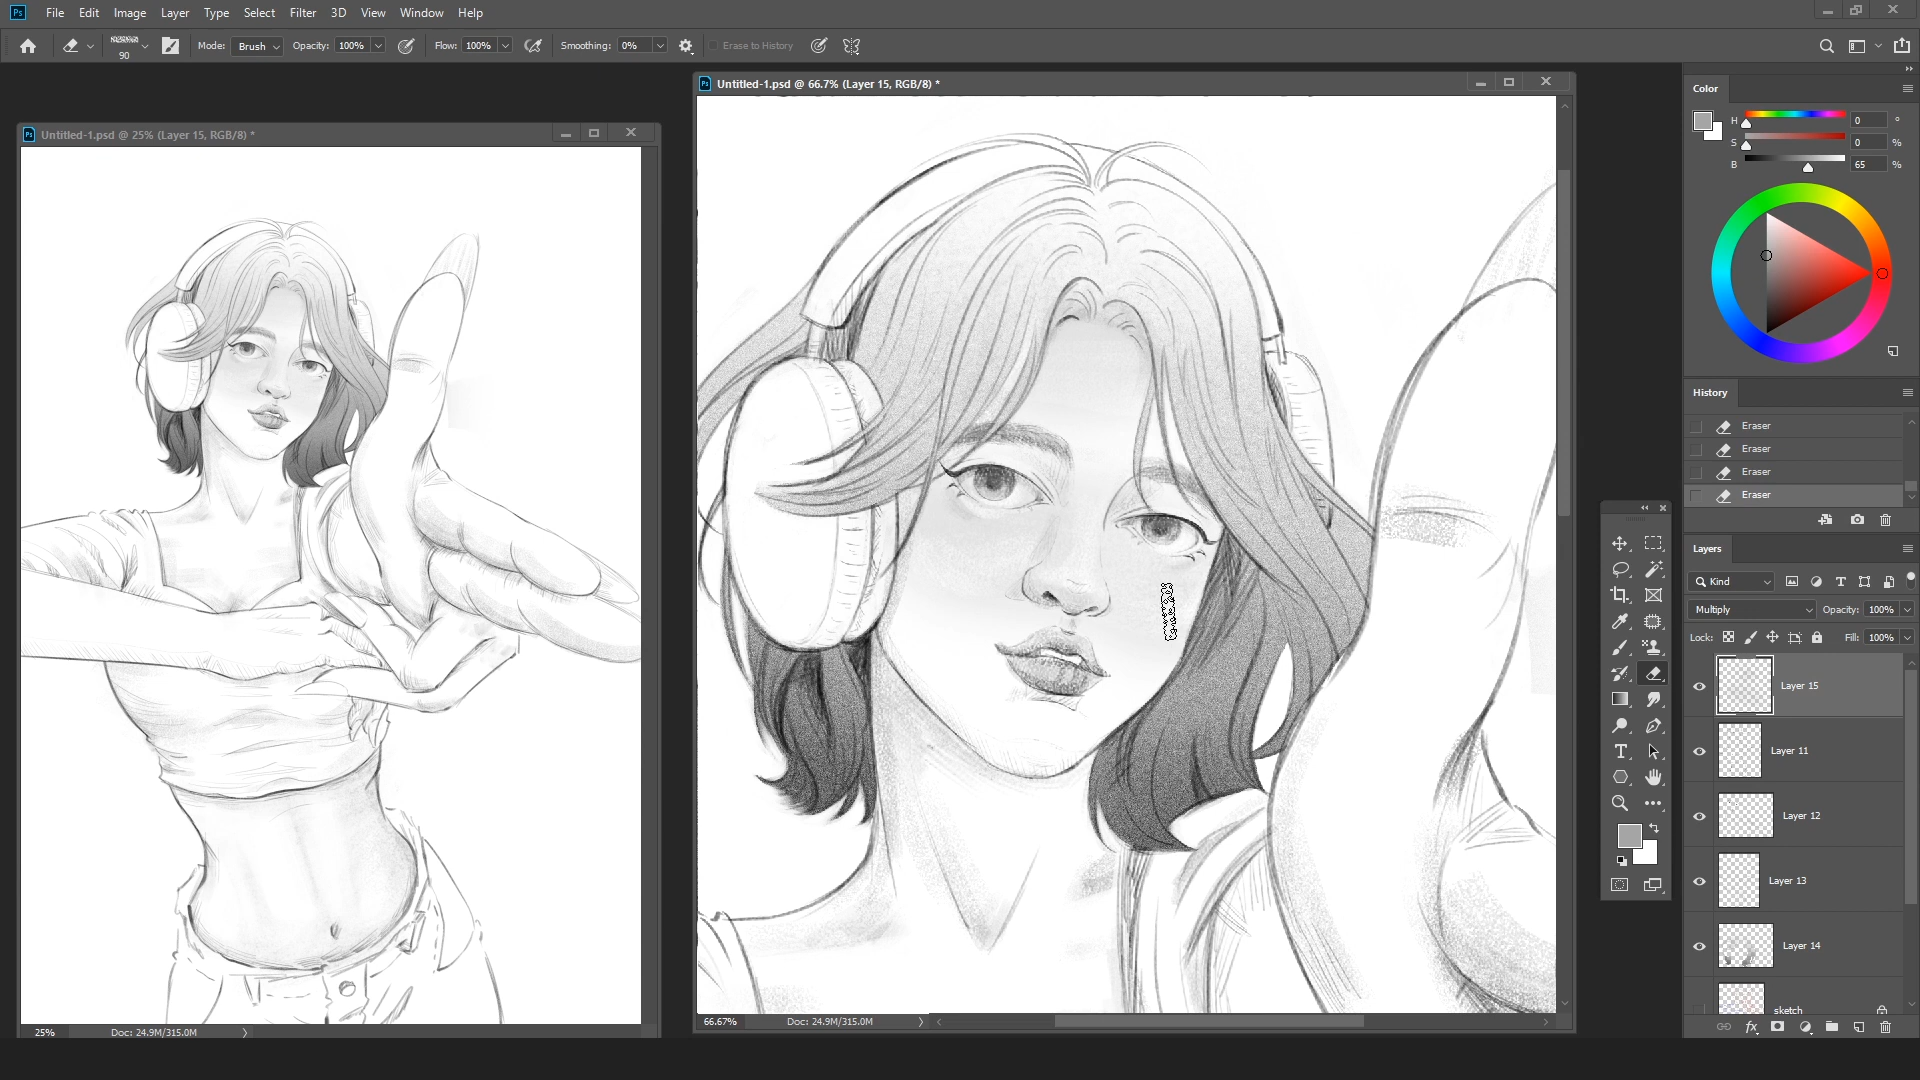 Ps File Edit Image Layer Type Select Filter 3D View Window Help
90 Mode: Brush Opacity: 100% Flow: 100% Smoothing: 0% Erase to History
Ps Untitled-1.psd @ 25% (Layer 15, RGB/8) *
25% Doc: 24.9M/315.0M
Ps Untitled-1.psd @ 66.7% (Layer 15, RGB/8) *
66.67% Doc: 24.9M/315.0M
Color
H 0 °
S 0 %
B 65 %
History
Eraser
Eraser
Eraser
Eraser
Layers
Kind
Multiply Opacity: 100%
Lock: Fill: 100%
Layer 15
Layer 11
Layer 12
Layer 13
Layer 14
sketch
fx